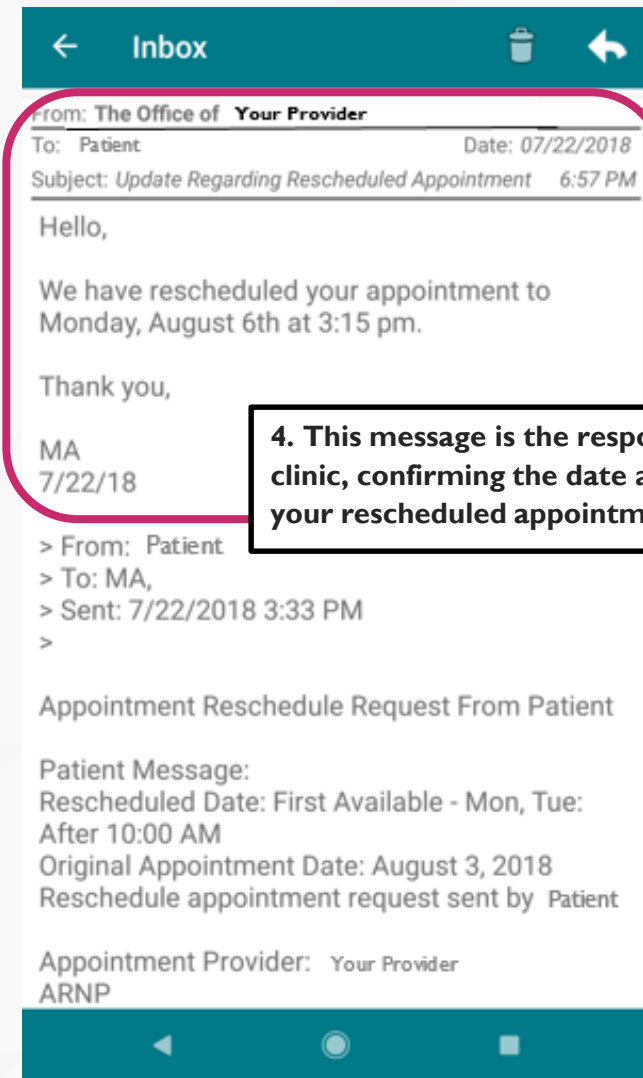 Inbox
From: The Office of Your Provider
To: Patient Date: 07/22/2018
Subject: Update Regarding Rescheduled Appointment 6:57 PM
Hello,
We have rescheduled your appointment to
Monday, August 6th at 3:15 pm.
Thank you,
MA
7/22/18
4. This message is the
clinic, confirming the date
your rescheduled
> From: Patient
> To: MA,
> Sent: 7/22/2018 3:33 PM
>
Appointment Reschedule Request From Patient
Patient Message:
Rescheduled Date: First Available - Mon, Tue:
After 10:00 AM
Original Appointment Date: August 3, 2018
Reschedule appointment request sent by Patient
Appointment Provider: Your Provider
ARNP